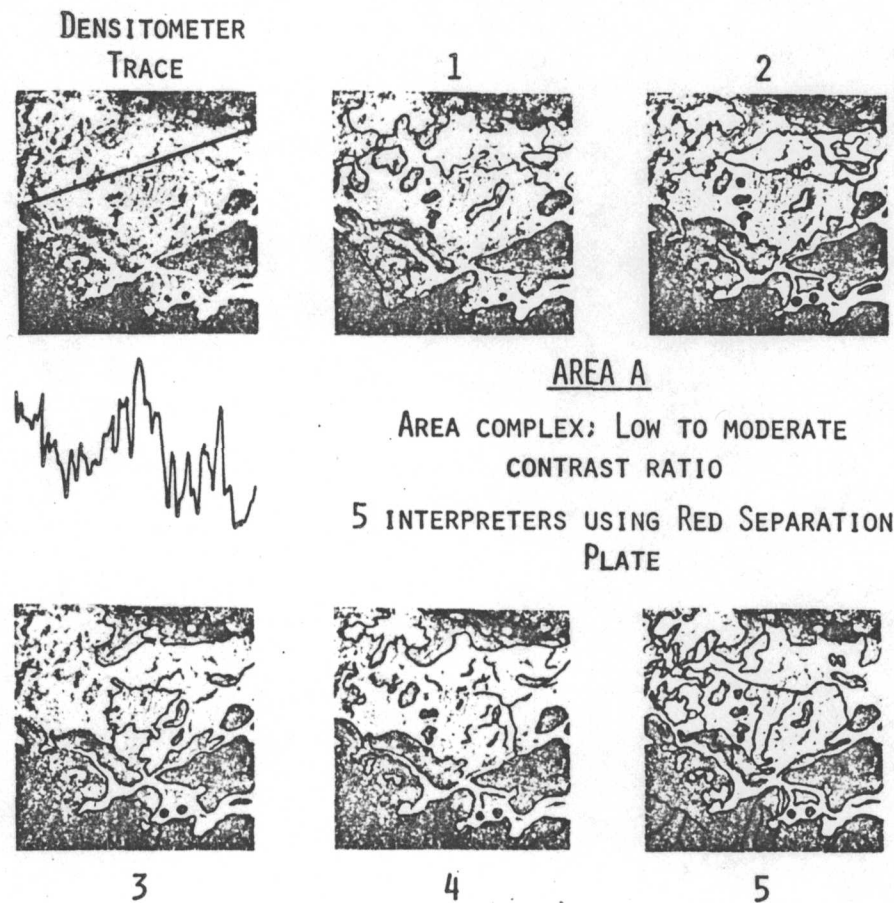 DENSITOMETER
TRACE
1
2
AREA A
AREA COMPLEX; LOW TO MODERATE
CONTRAST RATIO
5 INTERPRETERS USING RED SEPARATION
PLATE
3
4
5